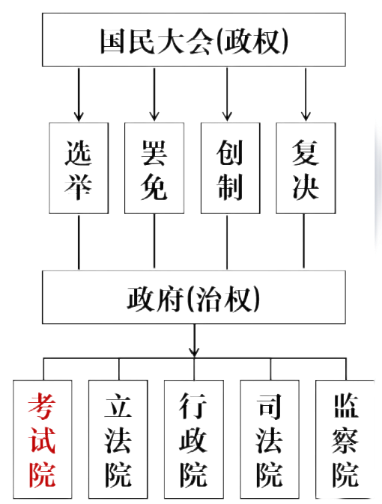 国民大会(政权)
选举
罢免
创制
复决
政府(治权)
考试院
立法院
行政院
司法院
监察院